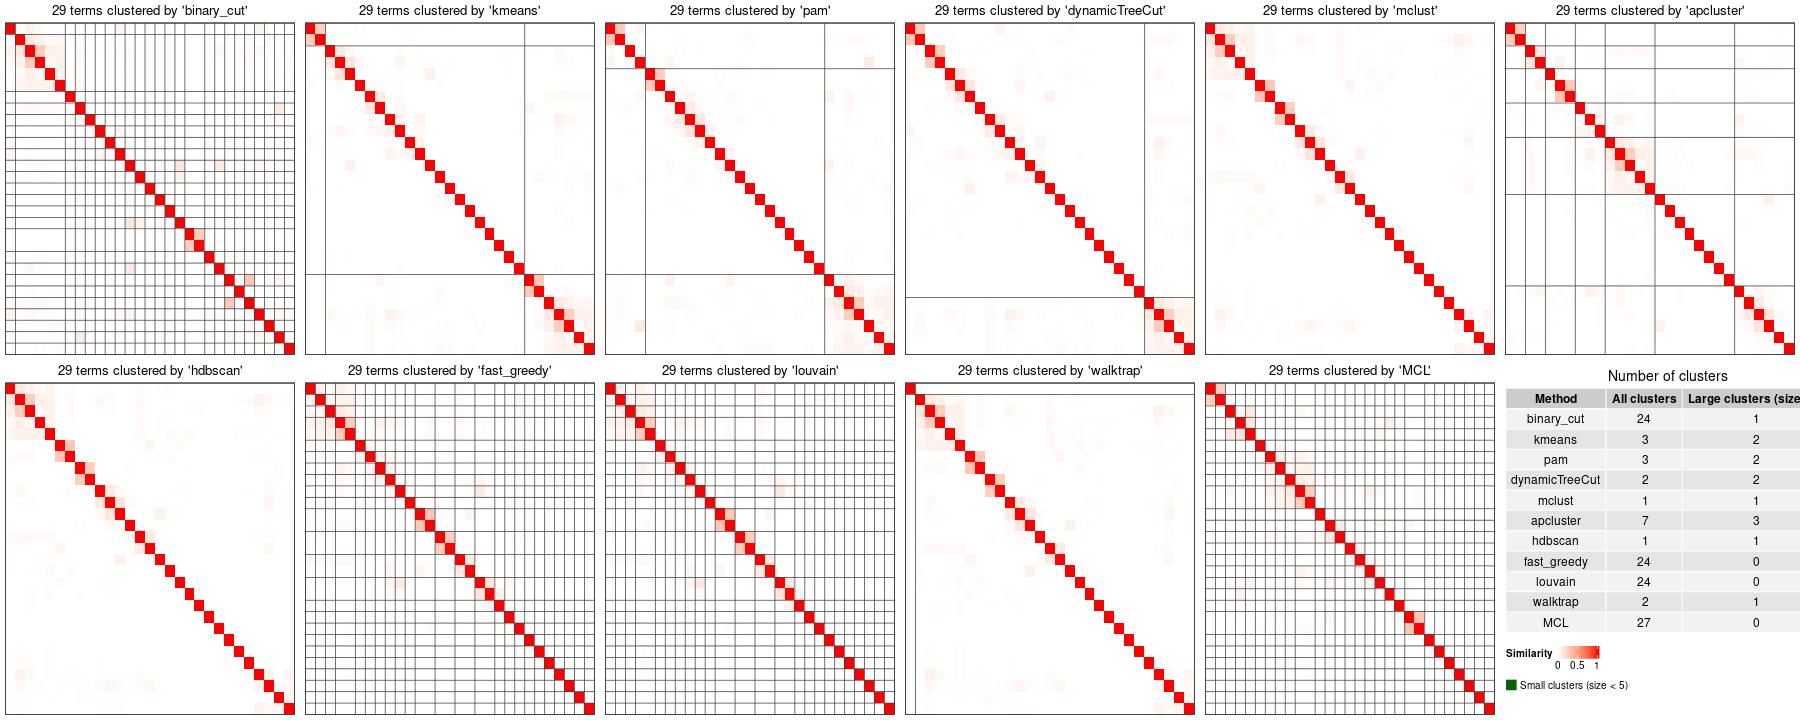 29 terms clustered by 'binary_cut'
29 terms clustered by 'kmeans'
29 terms clustered by 'pam'
29 terms clustered by 'dynamicTreeCut'
29 terms clustered by 'mclust'
29 terms clustered by 'apcluster'
29 terms clustered by 'hdbscan'
29 terms clustered by 'fast_greedy'
29 terms clustered by 'louvain'
29 terms clustered by 'walktrap'
29 terms clustered by 'MCL'
Number of clusters
Method All clusters Large clusters (size
binary_cut 24 1
kmeans 3 2
pam 3 2
dynamicTreeCut 2 2
mclust 1 1
apcluster 7 3
hdbscan 1 1
fast_greedy 24 0
louvain 24 0
walktrap 2 1
MCL 27 0
Similarity
0 0.5 1
Small clusters (size < 5)